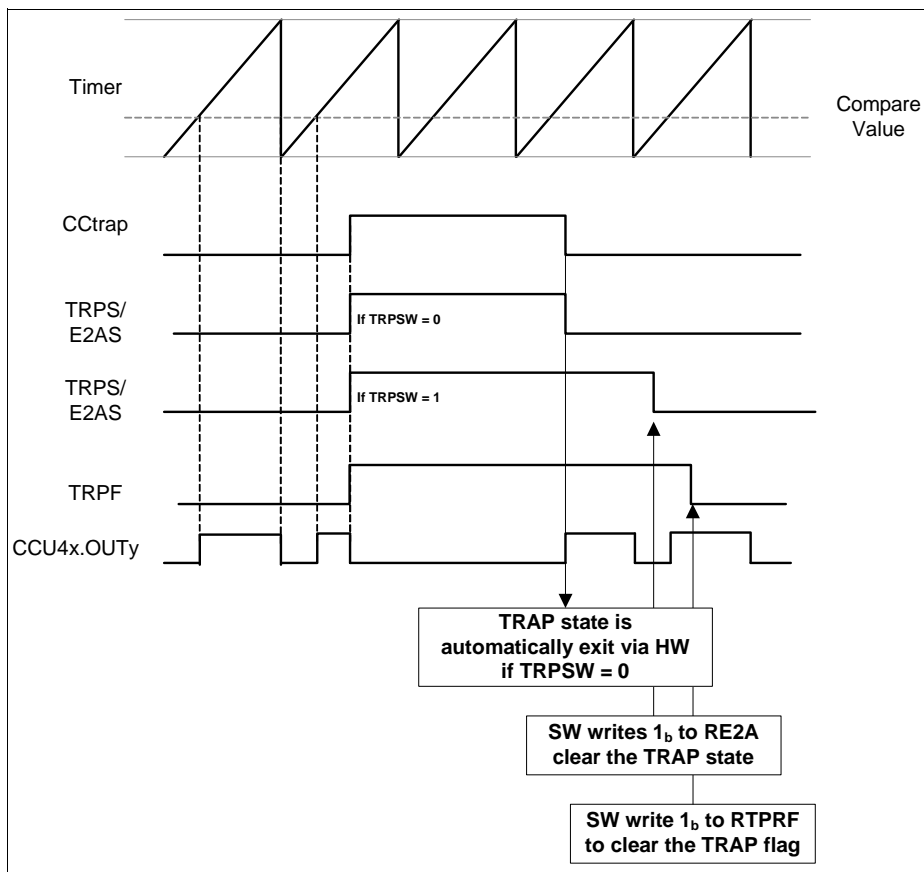 Timer
Compare
Value
CCtrap
TRPS/
E2AS
If TRPSW = 0
TRPS/
E2AS
If TRPSW = 1
TRPF
CCU4x.OUTy
TRAP state is
automatically exit via HW
if TRPSW = 0
SW writes 1b to RE2A
clear the TRAP state
SW write 1b to RTPRF
to clear the TRAP flag